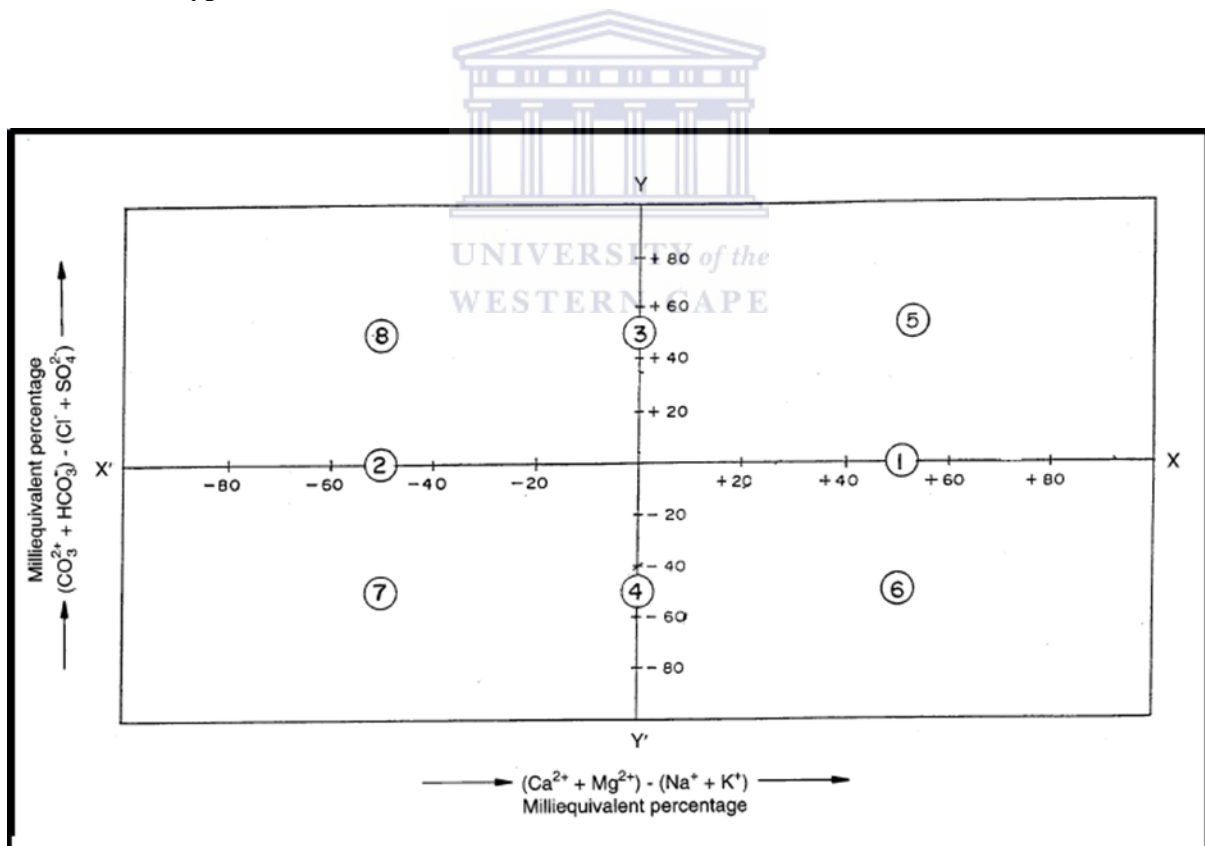 Y
UNIVERSITY of the
WESTERN CAPE
+ 80
+ 60
+ 40
+ 20
8
3
5
Milliequivalent percentage
(CO₃²⁺ + HCO₃⁻) - (Cl⁻ + SO₄²⁻)
X'
2
1
X
-80
-60
-40
-20
+20
+40
+60
+80
- 20
- 40
- 60
- 80
7
4
6
Y'
(Ca²⁺ + Mg²⁺) - (Na⁺ + K⁺)
Milliequivalent percentage